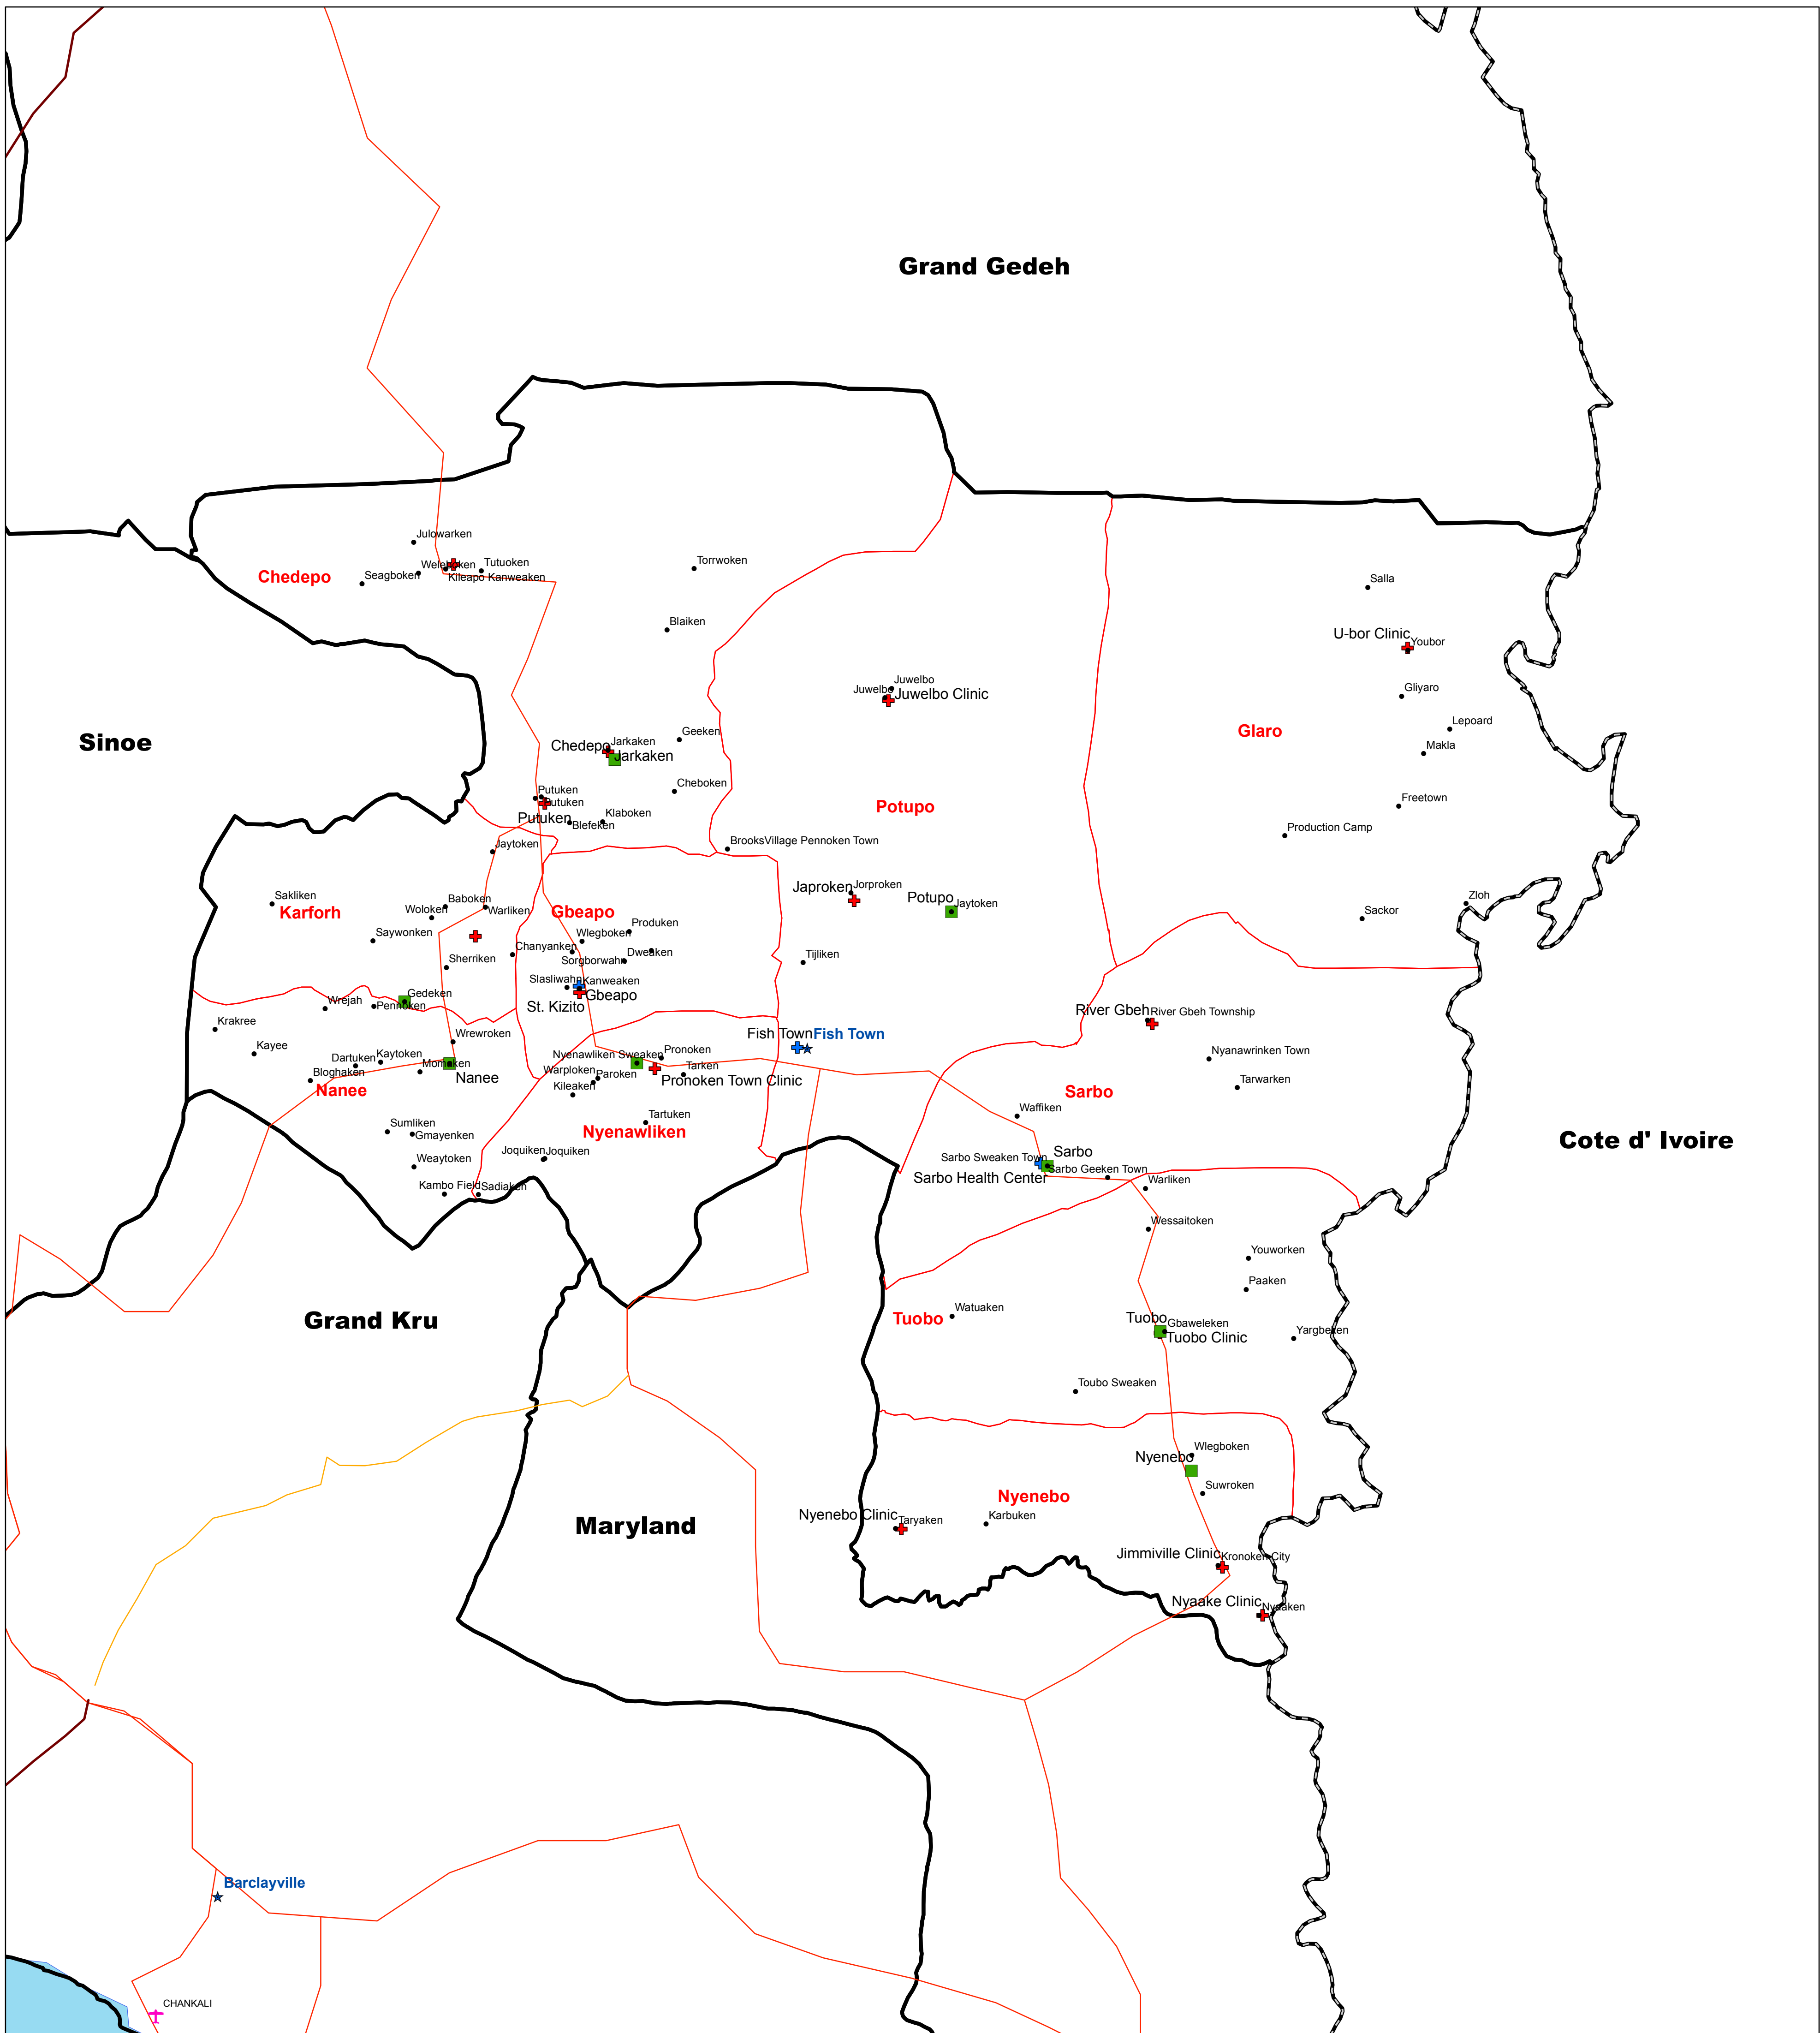 Grand Gedeh
Julowarken
Weleboken
Tutuoken
Torrwoken
Chedepo
Seagboken
Kileapo Kanweaken
Salla
Blaiken
U-bor Clinic
Youbor
Juwelbo
Juwelbo
Juwelbo Clinic
Gliyaro
Lepoard
Glaro
Sinoe
Geeken
Jarkaken
Chedepo
Jarkaken
Makla
Cheboken
Putuken
Putuken
Potupo
Freetown
Klaboken
Putuken
Blefeken
Production Camp
BrooksVillage Pennoken Town
Jaytoken
Japroken
Jorproken
Potupo
Jaytoken
Sakliken
Karforh
Baboken
Woloken
Warliken
Gbeapo
Zloh
Sackor
Produken
Wlegboken
Saywonken
Chanyanken
Sorgborwahn
Dweaken
Tijliken
Sherriken
Slasliwahn
Kanweaken
Gbeapo
St. Kizito
Gedeken
Wrejah
Pennoken
River Gbeh
River Gbeh Township
Krakree
Wrewroken
Fish Town
Fish Town
Kayee
Nyenawliken Sweaken
Pronoken
Nyanawrinken Town
Dartuken
Kaytoken
Momoken
Nanee
Bloghaken
Nanee
Warploken
Paroken
Tarken
Kileaken
Pronoken Town Clinic
Tarwarken
Sarbo
Waffiken
Tartuken
Nyenawliken
Sumliken
Gmayenken
Cote d' Ivoire
Joquiken
Joquiken
Weaytoken
Sarbo Sweaken Town
Sarbo
Sarbo Geeken Town
Sarbo Health Center
Warliken
Kambo Field
Sadiaken
Wessaitoken
Youworken
Paaken
Grand Kru
Tuobo
Watuaken
Tuobo
Gbaweleken
Tuobo Clinic
Yargbeken
Toubo Sweaken
Wlegboken
Nyenebo
Suwroken
Nyenebo
Maryland
Nyenebo Clinic
Taryaken
Karbuken
Jimmiville Clinic
Kronoken City
Nyaake Clinic
Nyaaken
Barclayville
CHANKALI